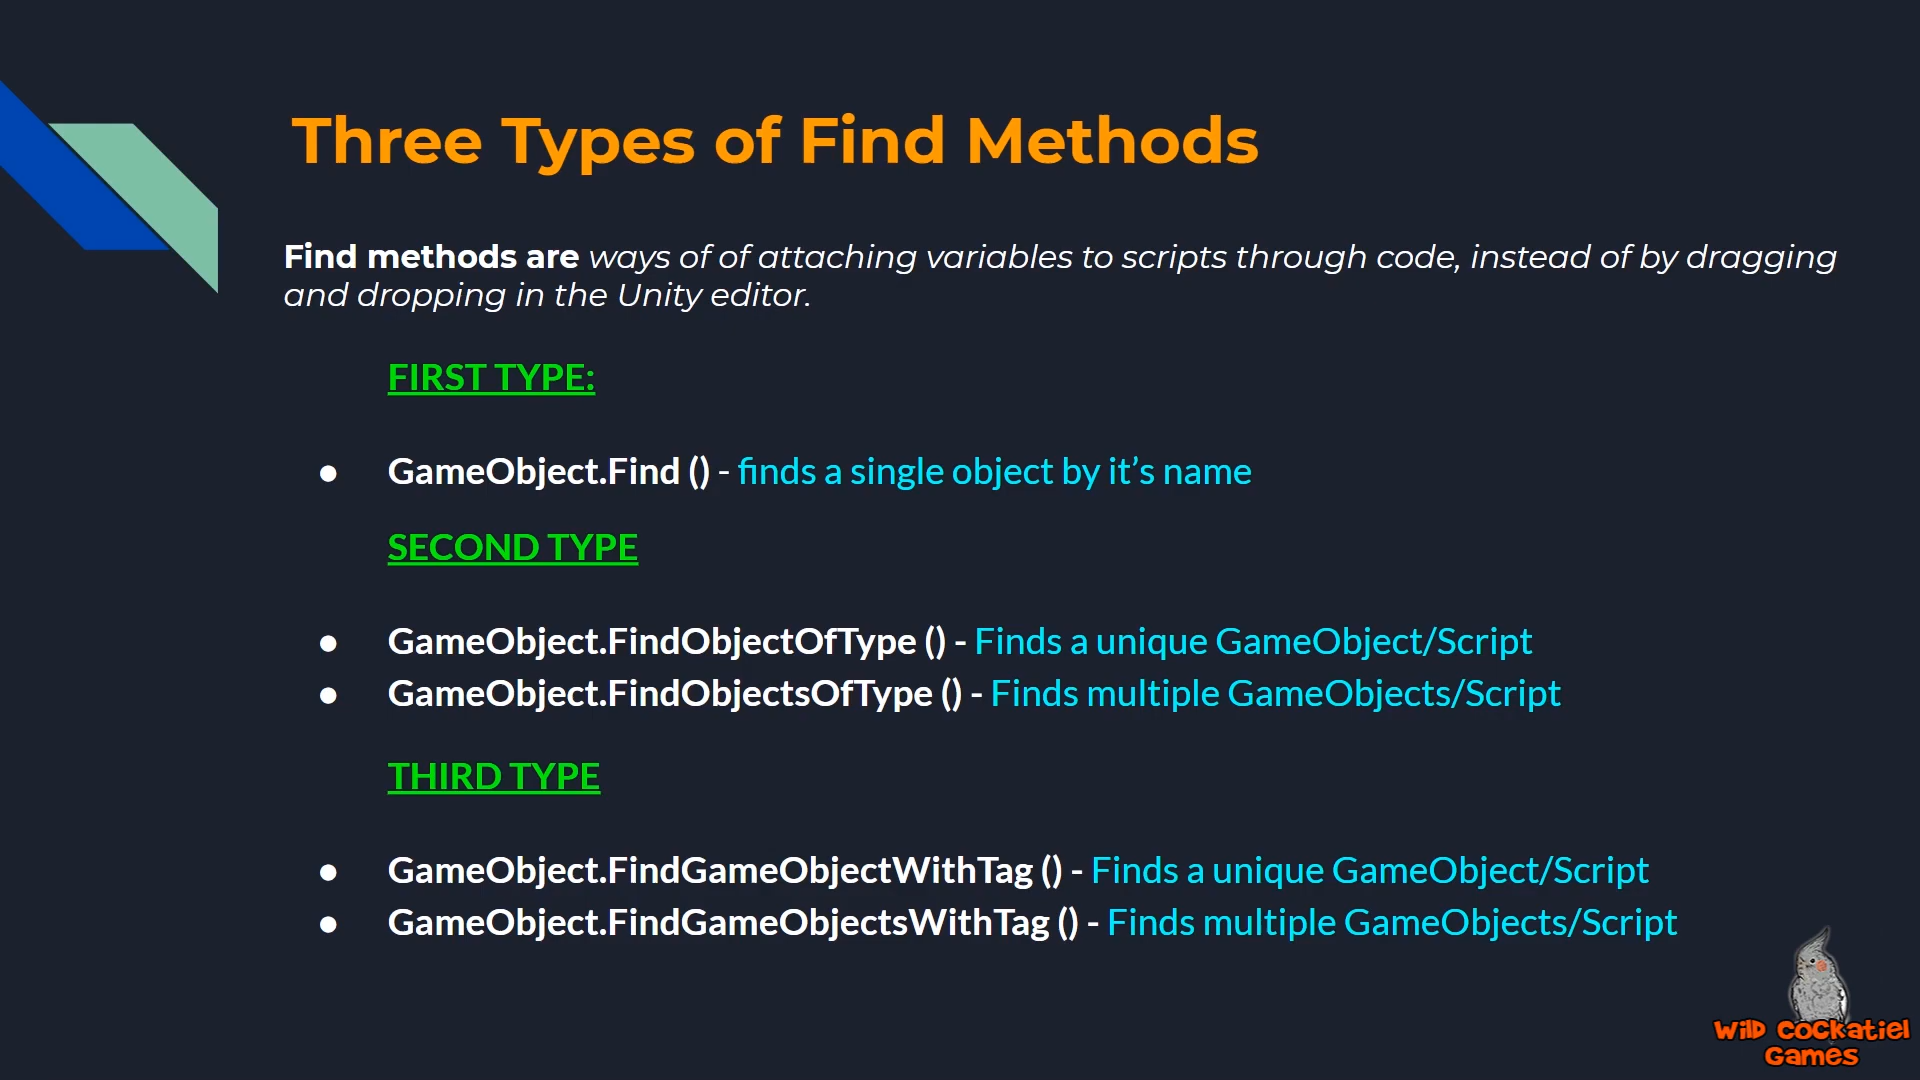 Three Types of Find Methods
Find methods are ways of of attaching variables to scripts through code, instead of by dragging
and dropping in the Unity editor.
FIRST TYPE:
● GameObject.Find () - finds a single object by it’s name
SECOND TYPE
● GameObject.FindObjectOfType () - Finds a unique GameObject/Script
● GameObject.FindObjectsOfType () - Finds multiple GameObjects/Script
THIRD TYPE
● GameObject.FindGameObjectWithTag () - Finds a unique GameObject/Script
● GameObject.FindGameObjectsWithTag () - Finds multiple GameObjects/Script
Wild Cockatiel
Games